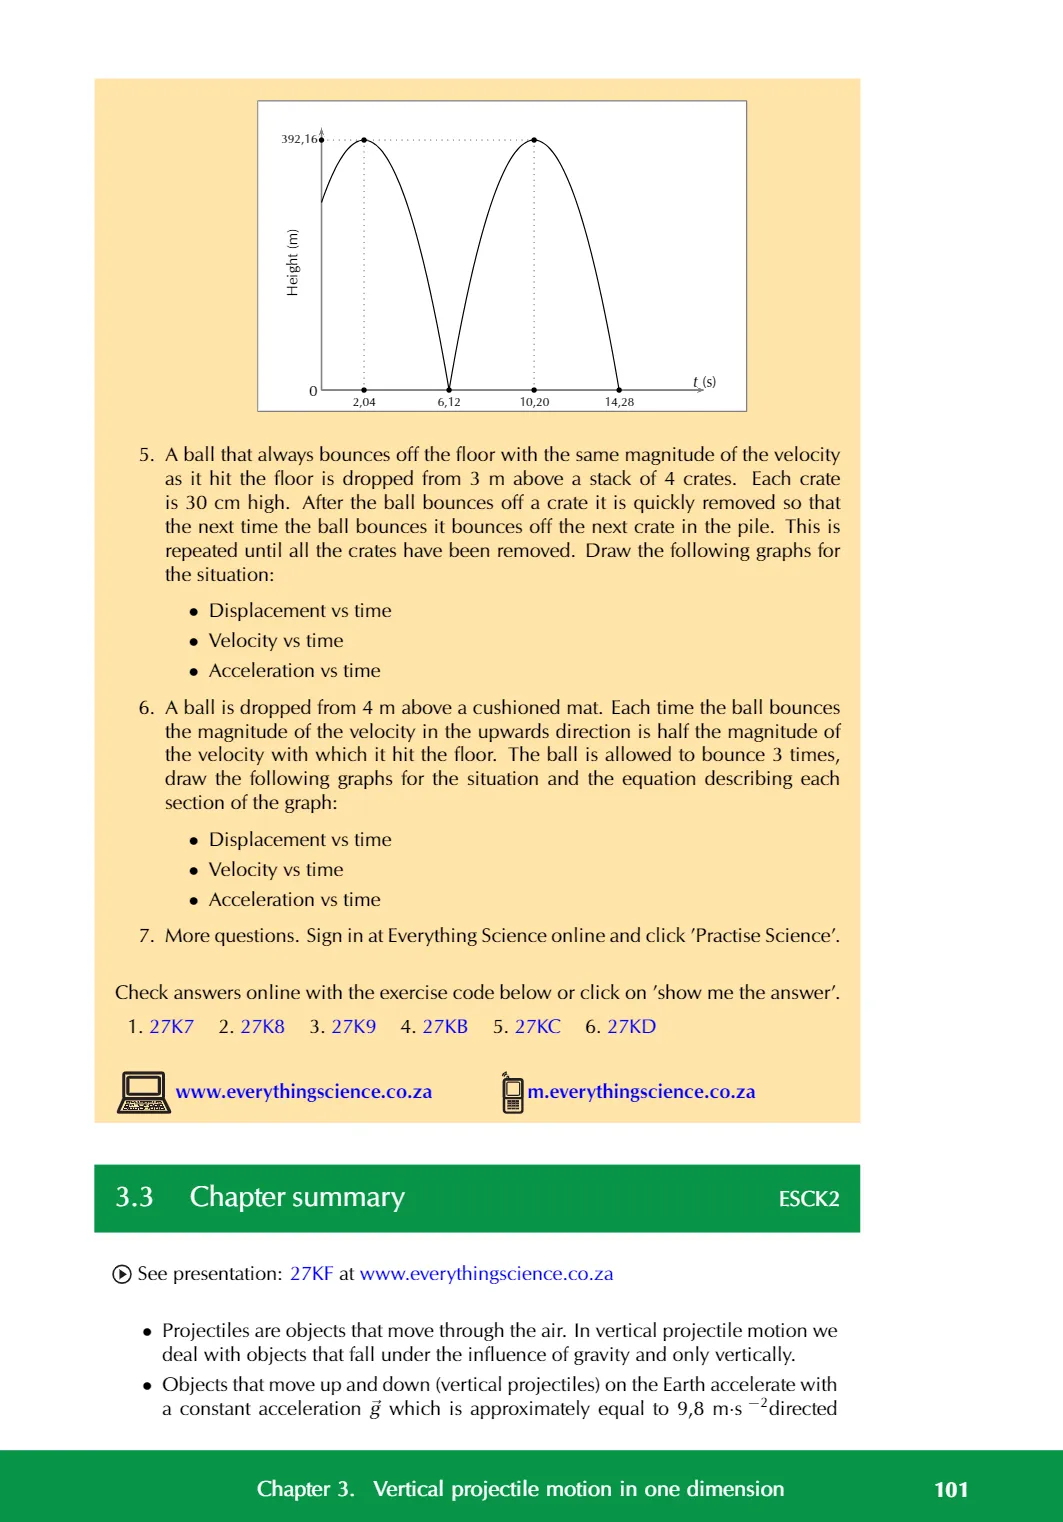 392,16
Height (m)
0
2,04
6,12
10,20
14,28
t (s)
5. A ball that always bounces off the floor with the same magnitude of the velocity
as it hit the floor is dropped from 3 m above a stack of 4 crates. Each crate
is 30 cm high. After the ball bounces off a crate it is quickly removed so that
the next time the ball bounces it bounces off the next crate in the pile. This is
repeated until all the crates have been removed. Draw the following graphs for
the situation:
• Displacement vs time
• Velocity vs time
• Acceleration vs time
6. A ball is dropped from 4 m above a cushioned mat. Each time the ball bounces
the magnitude of the velocity in the upwards direction is half the magnitude of
the velocity with which it hit the floor. The ball is allowed to bounce 3 times,
draw the following graphs for the situation and the equation describing each
section of the graph:
• Displacement vs time
• Velocity vs time
• Acceleration vs time
7. More questions. Sign in at Everything Science online and click ’Practise Science’.
Check answers online with the exercise code below or click on ’show me the answer’.
1. 27K7 2. 27K8 3. 27K9 4. 27KB 5. 27KC 6. 27KD
www.everythingscience.co.za m.everythingscience.co.za
3.3 Chapter summary ESCK2
See presentation: 27KF at www.everythingscience.co.za
• Projectiles are objects that move through the air. In vertical projectile motion we
deal with objects that fall under the influence of gravity and only vertically.
• Objects that move up and down (vertical projectiles) on the Earth accelerate with
a constant acceleration g⃗ which is approximately equal to 9,8 m·s ⁻²directed
Chapter 3. Vertical projectile motion in one dimension 101